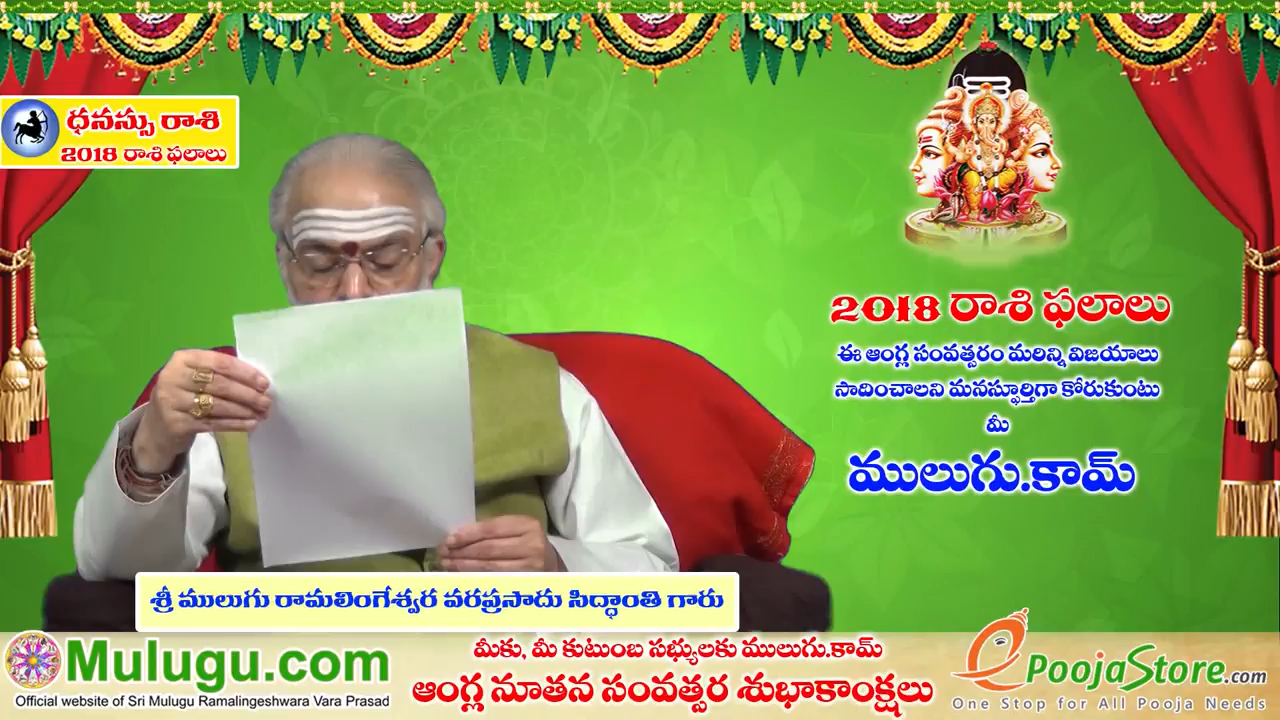 ధనస్సు రాశి
2018 రాశి ఫలాలు
2018 రాశి ఫలాలు
ఈ ఆంగ్ల సంవత్సరం మరిన్ని విజయాలు
సాదించాలని మనస్ఫూర్తిగా కోరుకుంటు
మీ
ములుగు.కామ్
శ్రీ ములుగు రామలింగేశ్వర వరప్రసాదు సిద్ధాంతి గారు
Mulugu.com
Official website of Sri Mulugu Ramalingeshwara Vara Prasad
మీకు, మీ కుటుంబ సభ్యులకు ములుగు.కామ్
ఆంగ్ల నూతన సంవత్సర శుభాకాంక్షలు
ePoojaStore.com
One Stop for All Pooja Needs